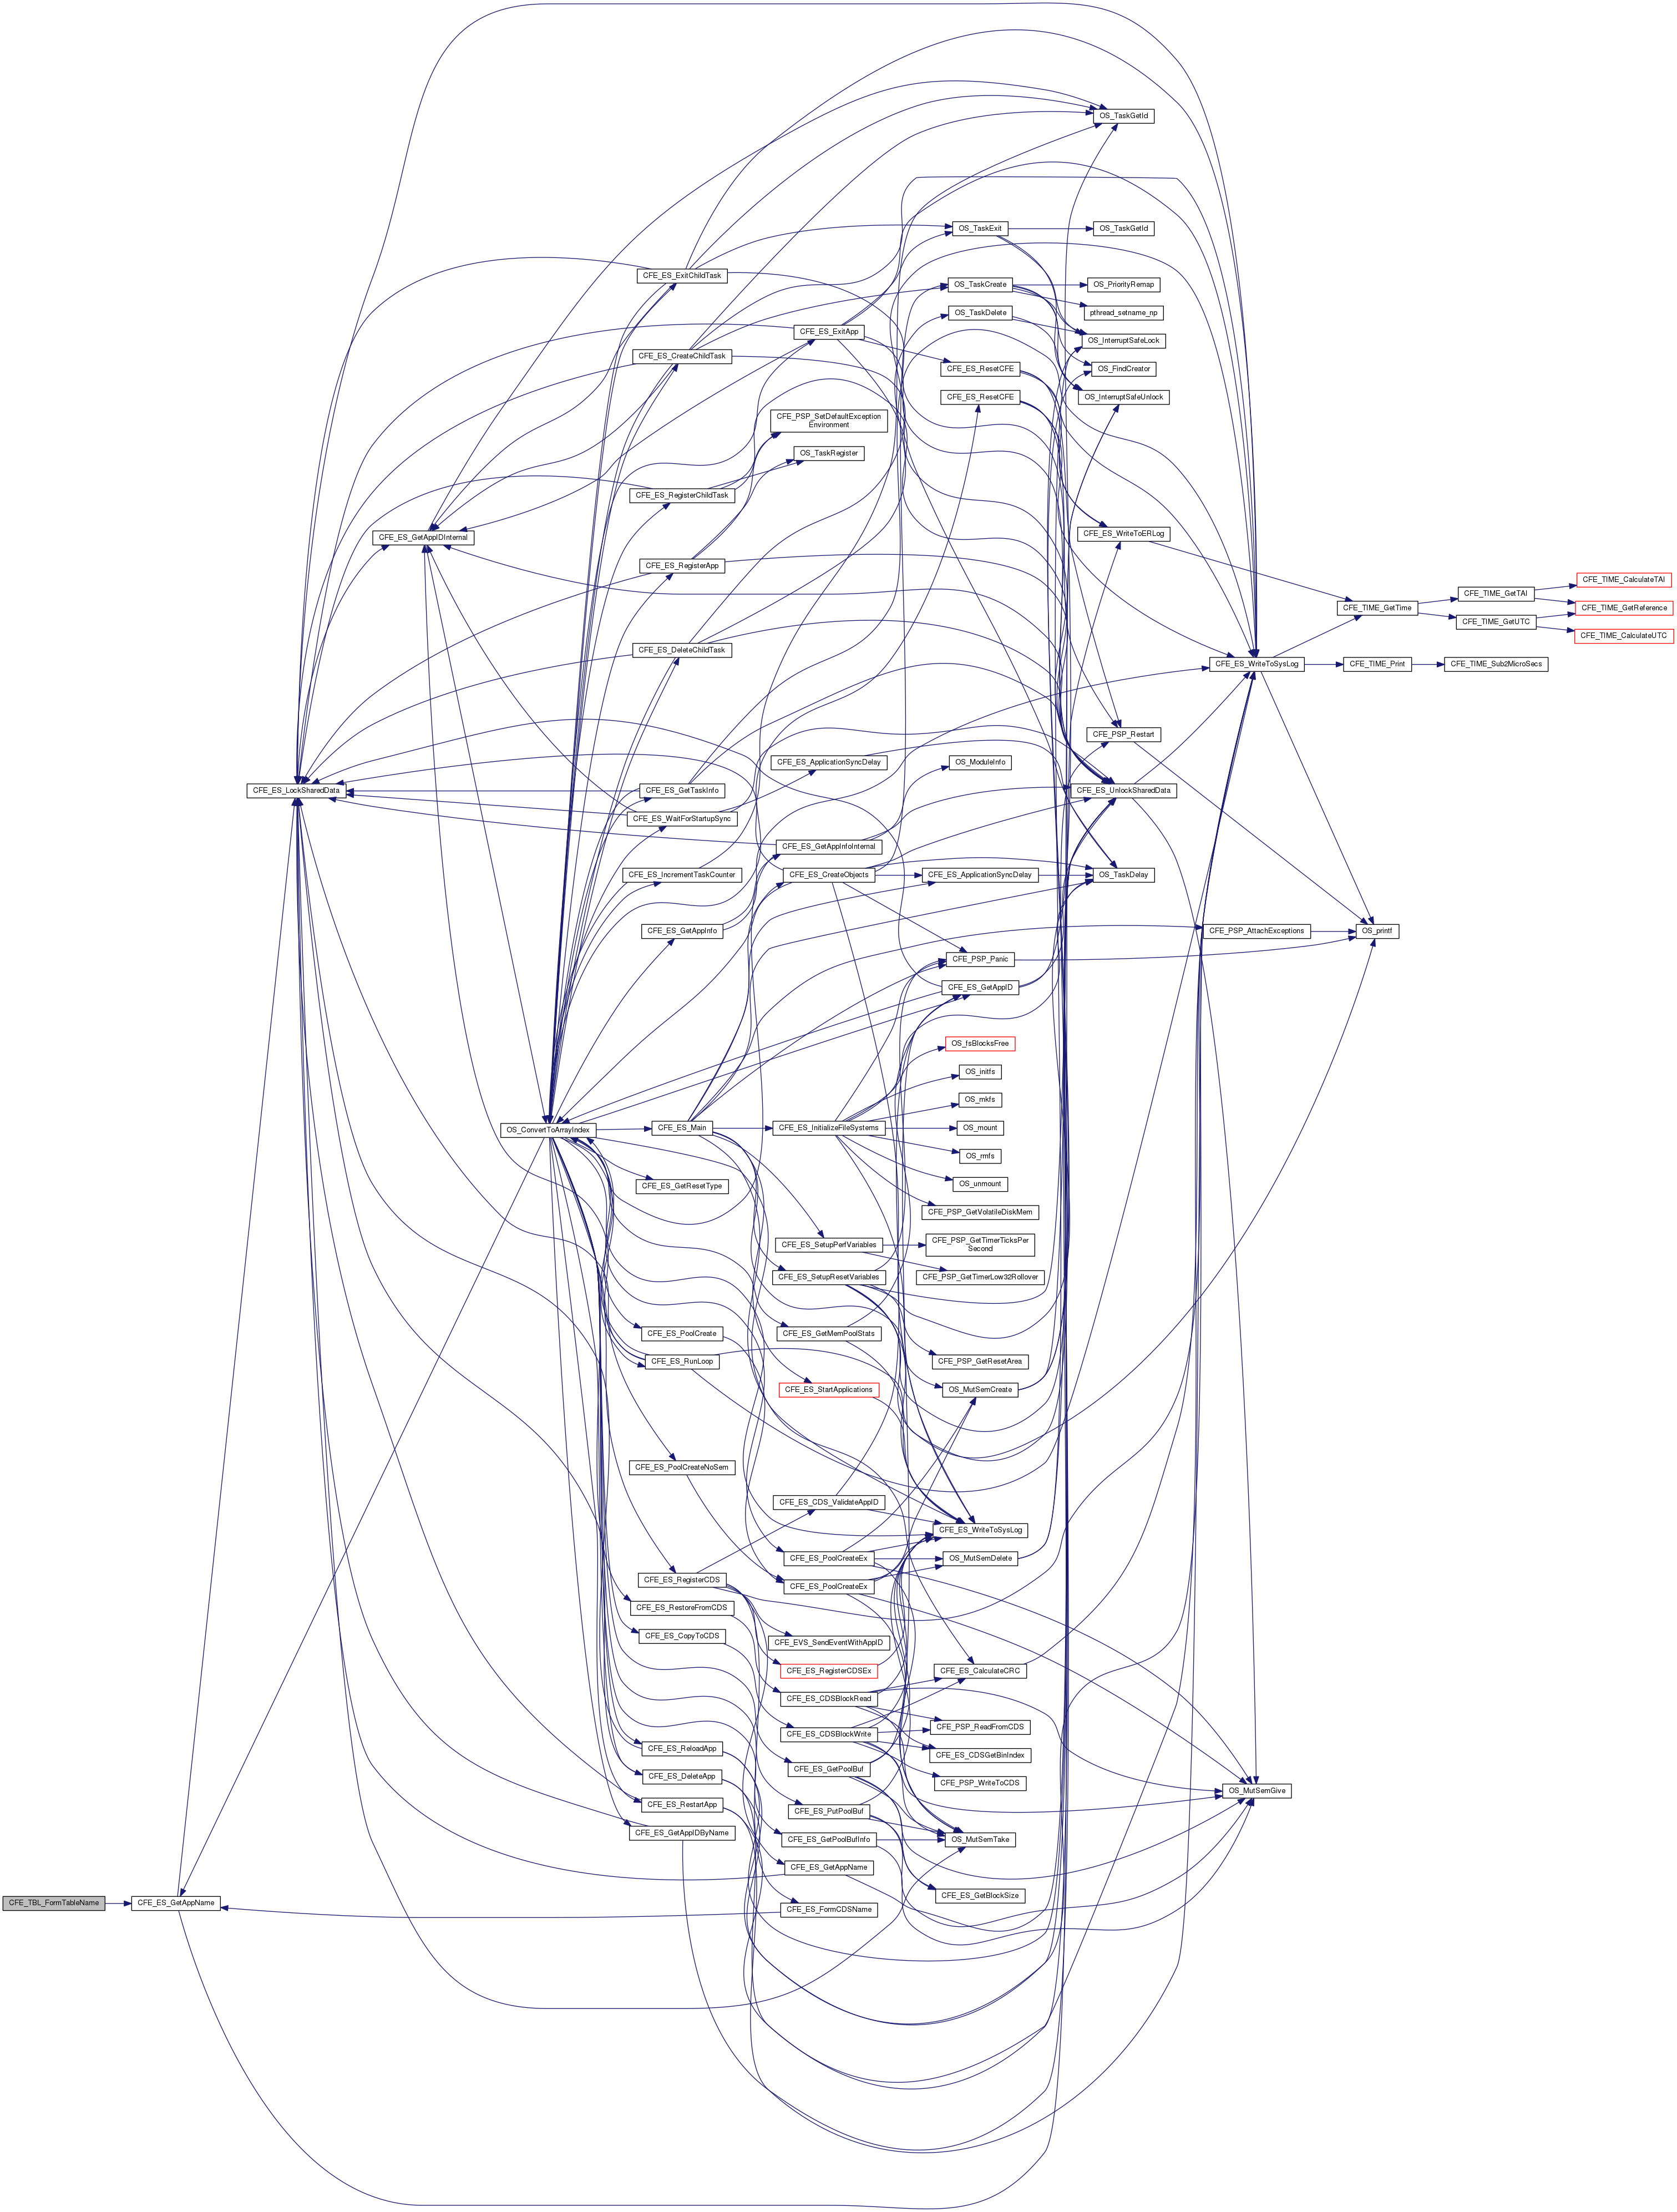 OS_TaskGetId
OS_TaskExit
OS_TaskGetId
CFE_ES_ExitChildTask
OS_TaskCreate
OS_PriorityRemap
OS_TaskDelete
pthread_setname_np
CFE_ES_ExitApp
OS_InterruptSafeLock
CFE_ES_CreateChildTask
CFE_ES_ResetCFE
OS_FindCreator
CFE_ES_ResetCFE
OS_InterruptSafeUnlock
CFE_PSP_SetDefaultException
Environment
OS_TaskRegister
CFE_ES_RegisterChildTask
CFE_ES_GetAppIDInternal
CFE_ES_WriteToERLog
CFE_ES_RegisterApp
CFE_TIME_CalculateTAI
CFE_TIME_GetTAI
CFE_TIME_GetTime
CFE_TIME_GetReference
CFE_TIME_GetUTC
CFE_TIME_CalculateUTC
CFE_ES_DeleteChildTask
CFE_ES_WriteToSysLog
CFE_TIME_Print
CFE_TIME_Sub2MicroSecs
CFE_PSP_Restart
CFE_ES_ApplicationSyncDelay
OS_ModuleInfo
CFE_ES_LockSharedData
CFE_ES_GetTaskInfo
CFE_ES_UnlockSharedData
CFE_ES_WaitForStartupSync
CFE_ES_GetAppInfoInternal
CFE_ES_IncrementTaskCounter
CFE_ES_CreateObjects
CFE_ES_ApplicationSyncDelay
OS_TaskDelay
CFE_ES_GetAppInfo
CFE_PSP_AttachExceptions
OS_printf
CFE_PSP_Panic
CFE_ES_GetAppID
OS_fsBlocksFree
OS_initfs
OS_mkfs
OS_ConvertToArrayIndex
CFE_ES_Main
CFE_ES_InitializeFileSystems
OS_mount
OS_rmfs
CFE_ES_GetResetType
OS_unmount
CFE_PSP_GetVolatileDiskMem
CFE_ES_SetupPerfVariables
CFE_PSP_GetTimerTicksPer
Second
CFE_ES_SetupResetVariables
CFE_PSP_GetTimerLow32Rollover
CFE_ES_PoolCreate
CFE_ES_GetMemPoolStats
CFE_ES_RunLoop
CFE_PSP_GetResetArea
CFE_ES_StartApplications
OS_MutSemCreate
CFE_ES_PoolCreateNoSem
CFE_ES_CDS_ValidateAppID
CFE_ES_WriteToSysLog
CFE_ES_PoolCreateEx
OS_MutSemDelete
CFE_ES_RegisterCDS
CFE_ES_PoolCreateEx
CFE_ES_RestoreFromCDS
CFE_ES_CopyToCDS
CFE_EVS_SendEventWithAppID
CFE_ES_RegisterCDSEx
CFE_ES_CalculateCRC
CFE_ES_CDSBlockRead
CFE_PSP_ReadFromCDS
CFE_ES_CDSBlockWrite
CFE_ES_ReloadApp
CFE_ES_CDSGetBinIndex
CFE_ES_GetPoolBuf
CFE_ES_DeleteApp
CFE_PSP_WriteToCDS
OS_MutSemGive
CFE_ES_RestartApp
CFE_ES_PutPoolBuf
CFE_ES_GetAppIDByName
CFE_ES_GetPoolBufInfo
OS_MutSemTake
CFE_ES_GetAppName
CFE_ES_GetBlockSize
CFE_TBL_FormTableName
CFE_ES_GetAppName
CFE_ES_FormCDSName